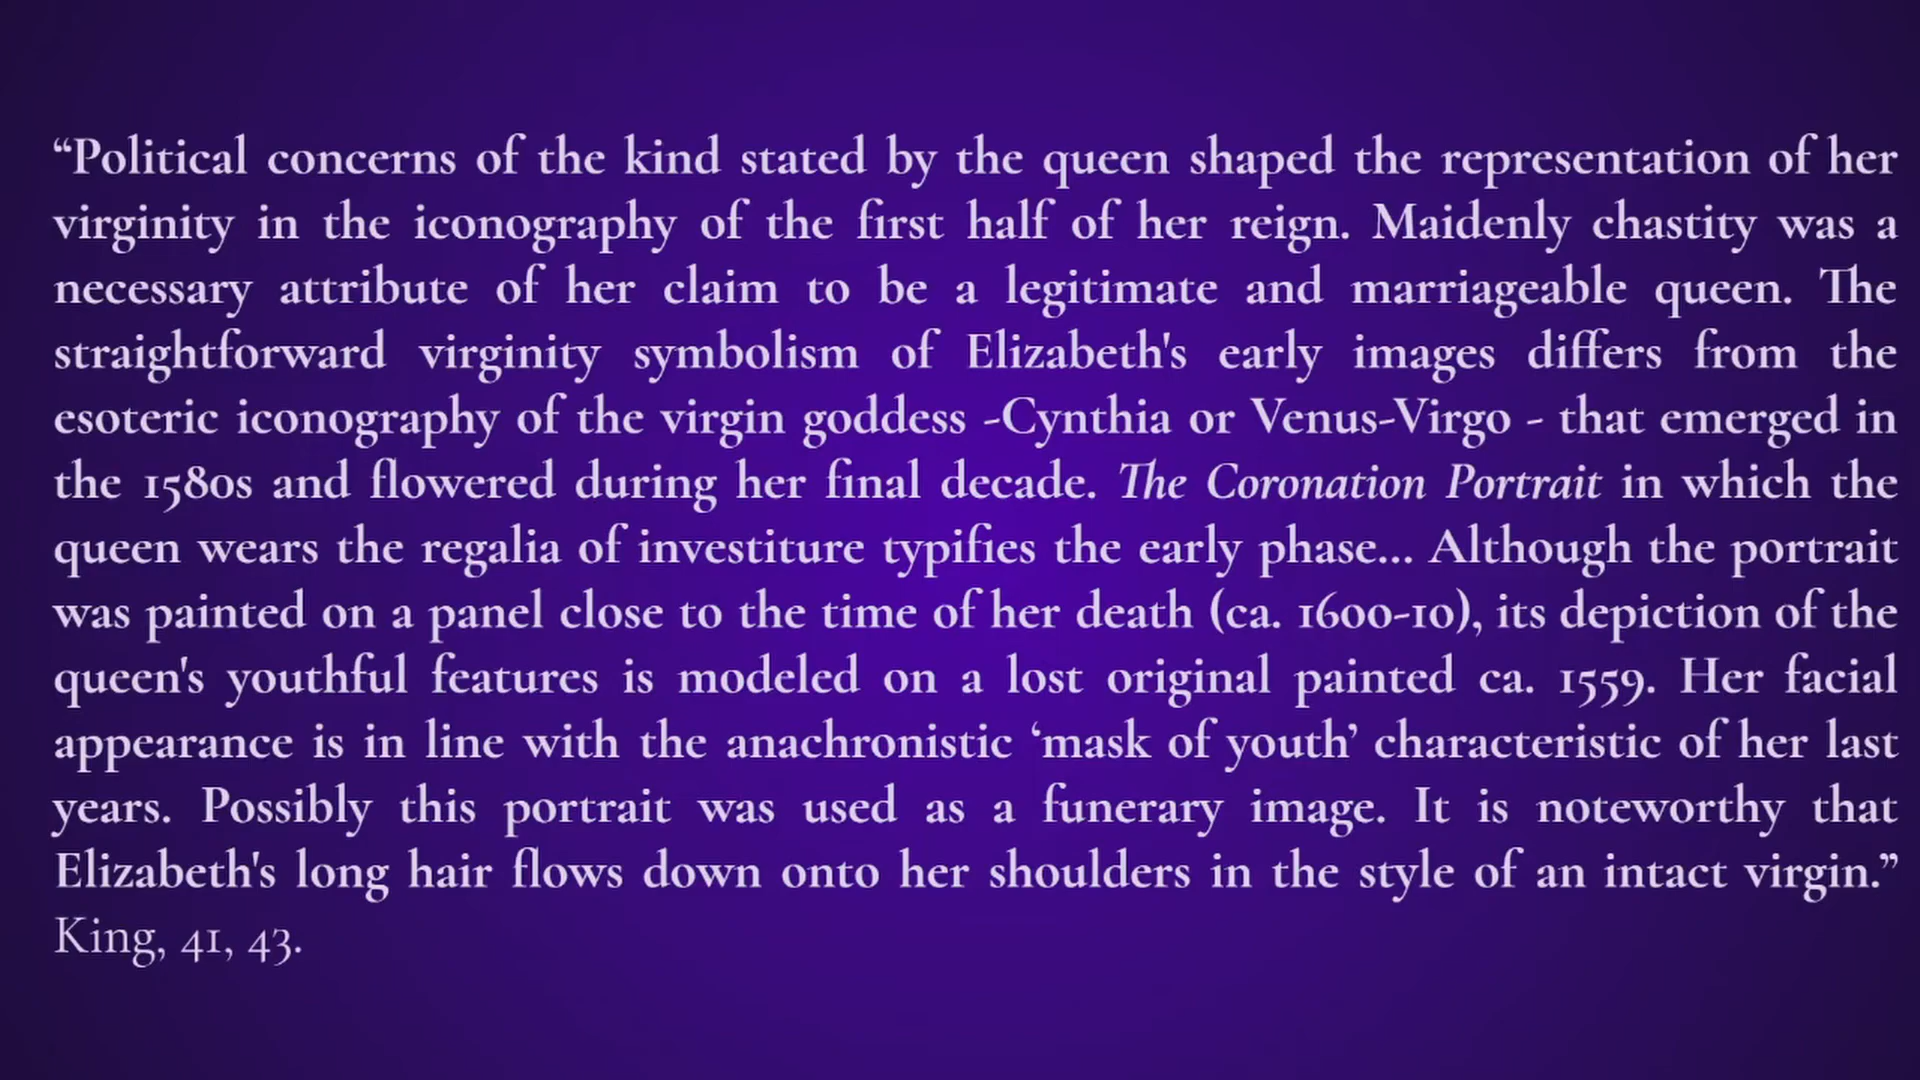 “Political concerns of the kind stated by the queen shaped the representation of her
virginity in the iconography of the first half of her reign. Maidenly chastity was a
necessary attribute of her claim to be a legitimate and marriageable queen. The
straightforward virginity symbolism of Elizabeth's early images differs from the
esoteric iconography of the virgin goddess -Cynthia or Venus-Virgo - that emerged in
the 1580s and flowered during her final decade. The Coronation Portrait in which the
queen wears the regalia of investiture typifies the early phase... Although the portrait
was painted on a panel close to the time of her death (ca. 1600-10), its depiction of the
queen's youthful features is modeled on a lost original painted ca. 1559. Her facial
appearance is in line with the anachronistic ‘mask of youth’ characteristic of her last
years. Possibly this portrait was used as a funerary image. It is noteworthy that
Elizabeth's long hair flows down onto her shoulders in the style of an intact virgin.”
King, 41, 43.